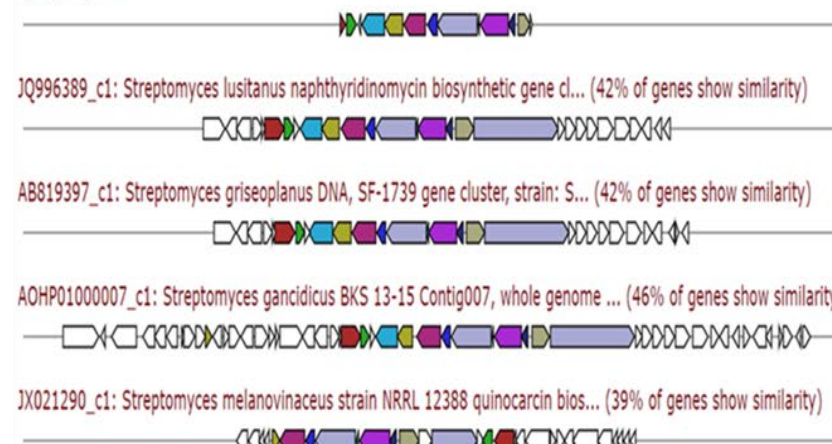 JQ996389_c1: Streptomyces lusitanus naphthyridinomycin biosynthetic gene cl... (42% of genes show similarity)
AB819397_c1: Streptomyces griseoplanus DNA, SF-1739 gene cluster, strain: S... (42% of genes show similarity)
AOHP01000007_c1: Streptomyces gancidicus BKS 13-15 Contig007, whole genome ... (46% of genes show similarity
JX021290_c1: Streptomyces melanovinaceus strain NRRL 12388 quinocarcin bios... (39% of genes show similarity)